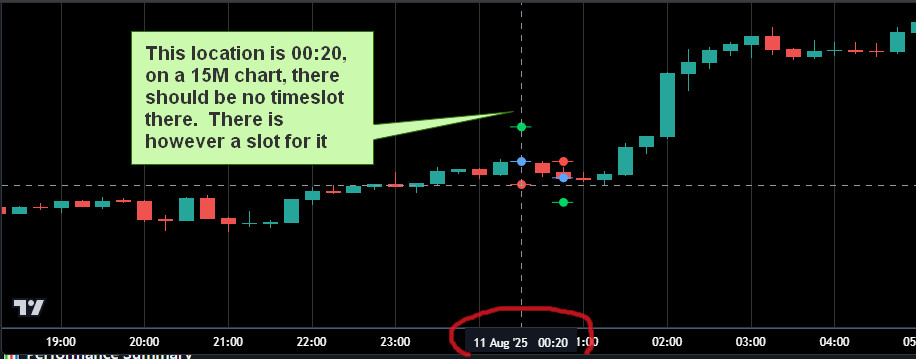 This location is 00:20,
on a 15M chart, there
should be no timeslot
there.  There is
however a slot for it
19:00 20:00 21:00 22:00 23:00 11 Aug '25 00:20 1:00 02:00 03:00 04:00 05
Performance Summary